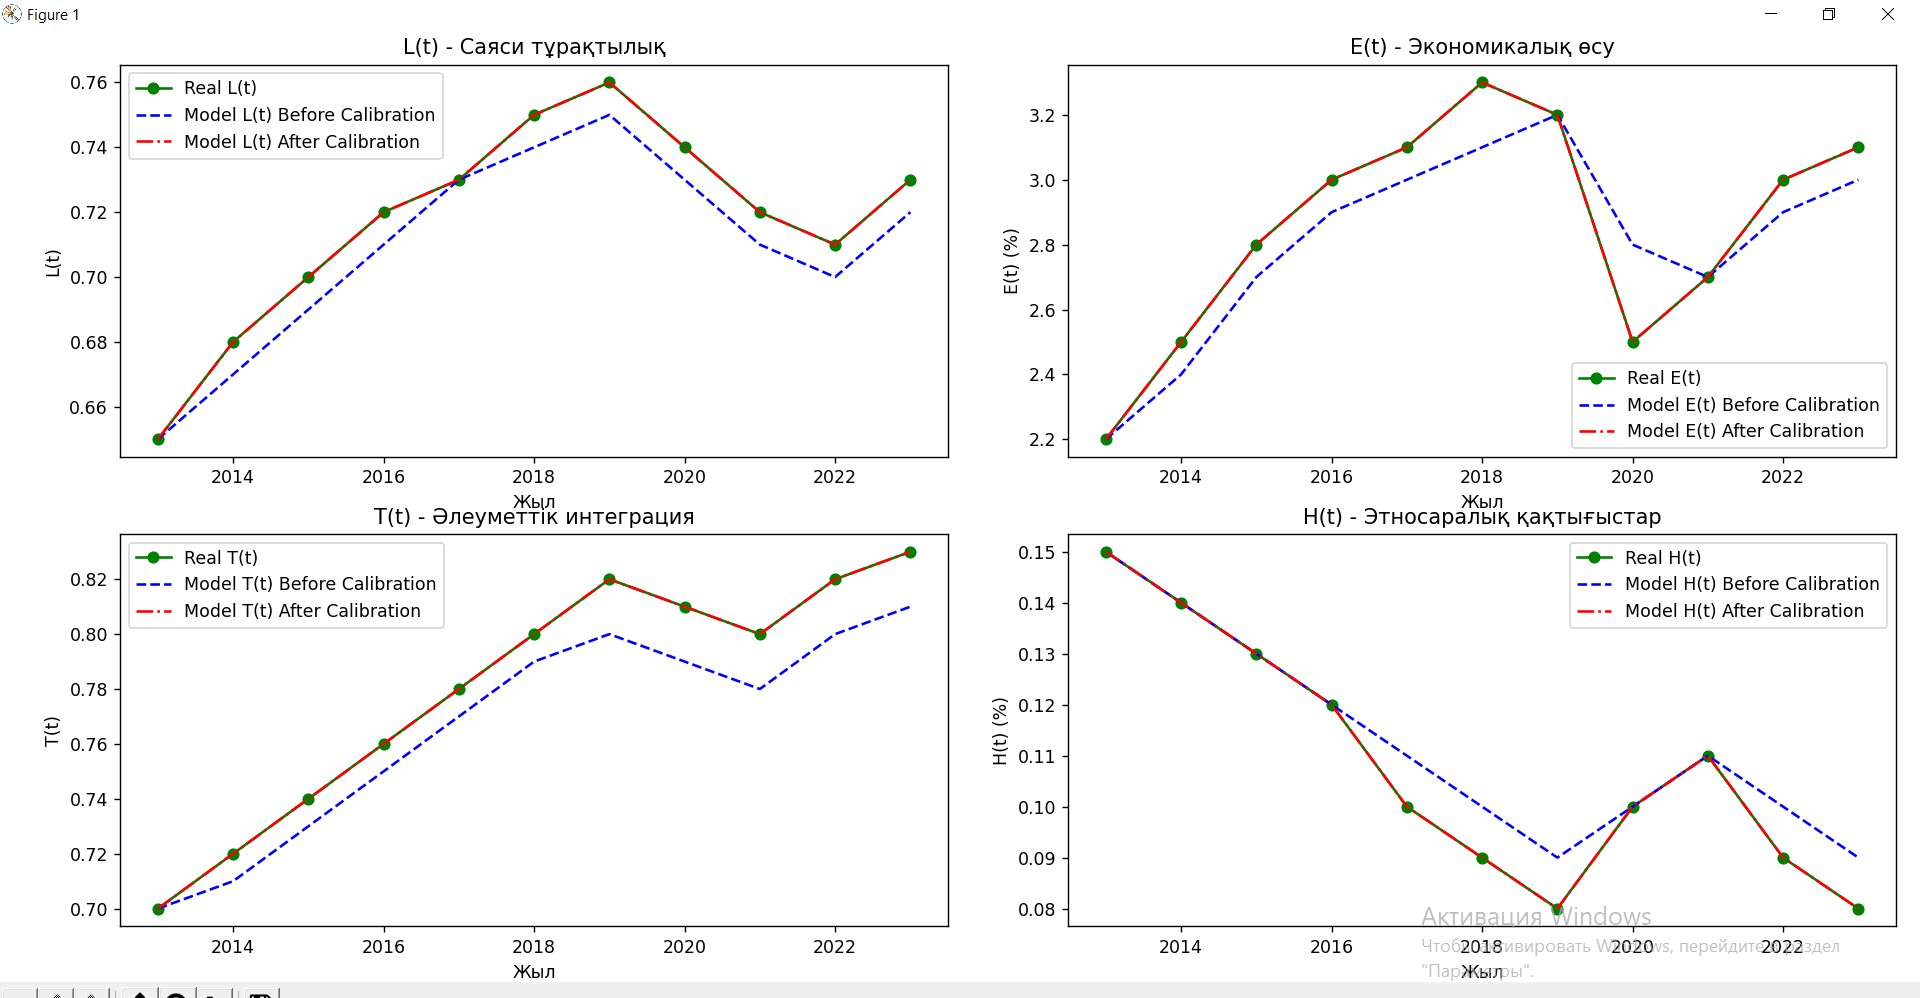 Figure 1
L(t) - Саяси тұрақтылық
Real L(t)
Model L(t) Before Calibration
Model L(t) After Calibration
L(t)
0.76
0.74
0.72
0.70
0.68
0.66
2014 2016 2018 2020 2022
Жыл
E(t) - Экономикалық өсу
Real E(t)
Model E(t) Before Calibration
Model E(t) After Calibration
E(t) (%)
3.2
3.0
2.8
2.6
2.4
2.2
2014 2016 2018 2020 2022
Жыл
T(t) - Әлеуметтік интеграция
Real T(t)
Model T(t) Before Calibration
Model T(t) After Calibration
T(t)
0.82
0.80
0.78
0.76
0.74
0.72
0.70
2014 2016 2018 2020 2022
Жыл
H(t) - Этносаралық қақтығыстар
Real H(t)
Model H(t) Before Calibration
Model H(t) After Calibration
H(t) (%)
0.15
0.14
0.13
0.12
0.11
0.10
0.09
0.08
2014 2016 2018 2020 2022
Жыл
Активация Windows
Чтобы активировать Windows, перейдите в раздел
"Параметры".